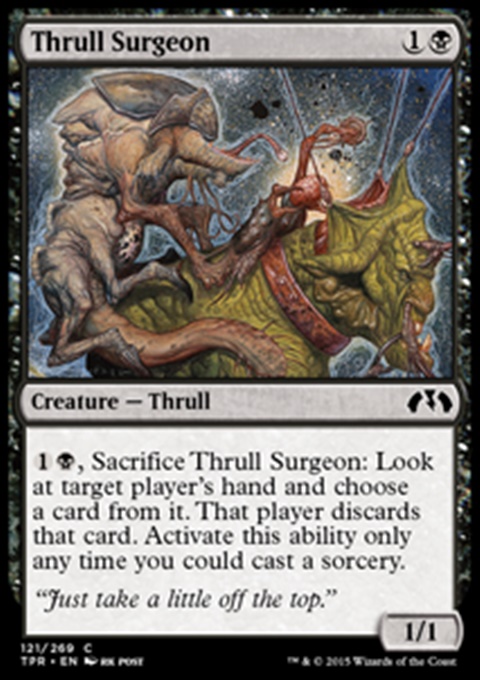 Thrull Surgeon 1
Creature — Thrull
1, Sacrifice Thrull Surgeon: Look
at target player's hand and choose
a card from it. That player discards
that card. Activate this ability only
any time you could cast a sorcery.
“Just take a little off the top.”
1/1
121/269 C
TPR • EN RK POST
™ & © 2015 Wizards of the Coast